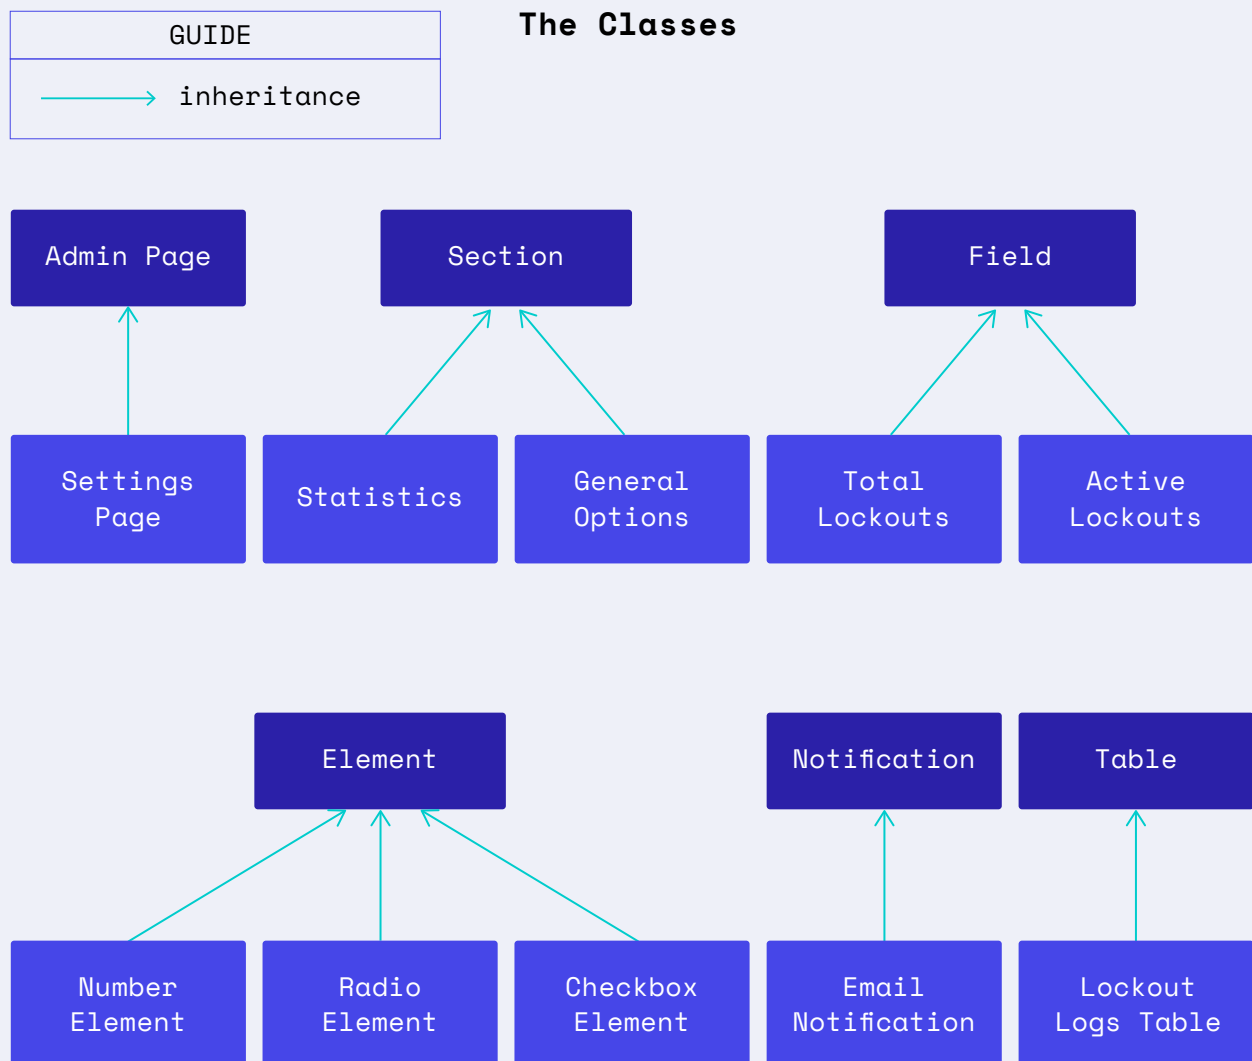 The Classes
GUIDE
inheritance
Admin Page
Section
Field
Settings
Page
Statistics
General
Options
Total
Lockouts
Active
Lockouts
Element
Notification
Table
Number
Element
Radio
Element
Checkbox
Element
Email
Notification
Lockout
Logs Table